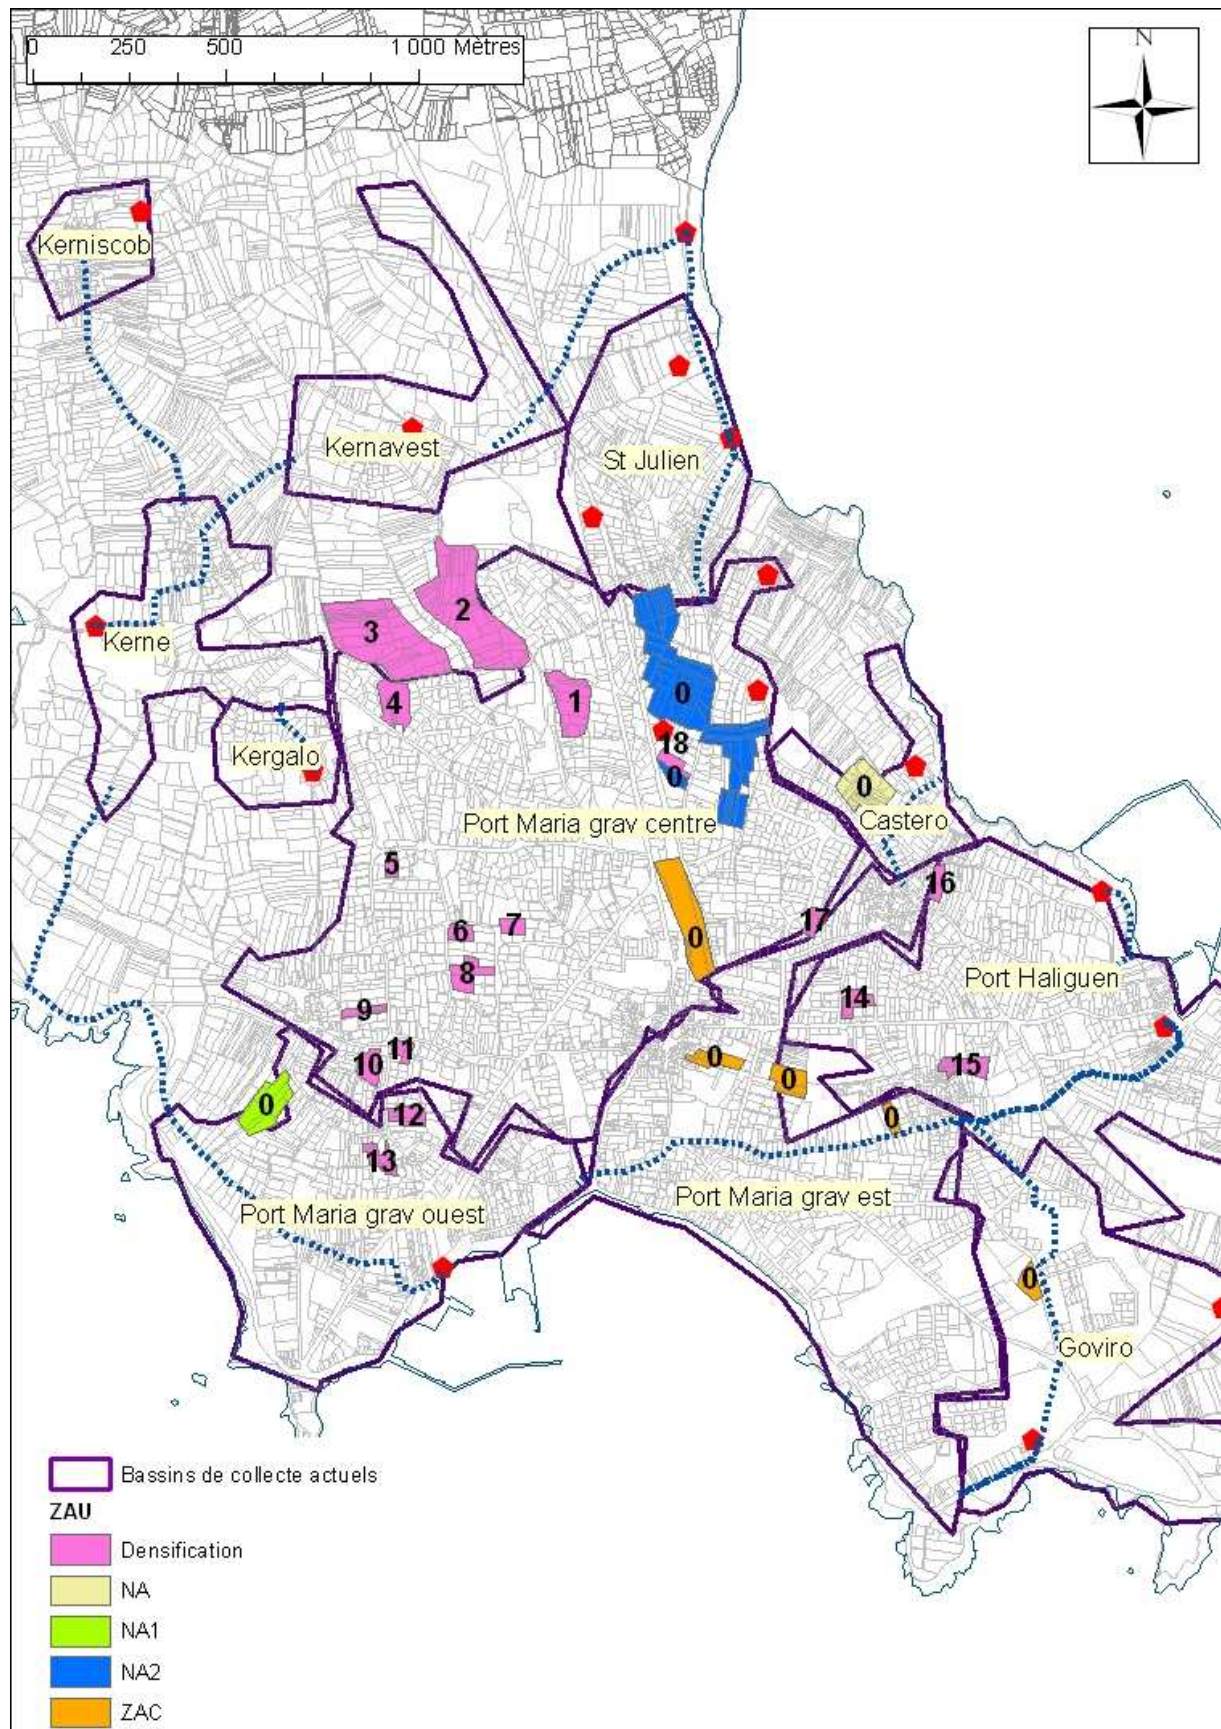 0 250 500 1 000 Mètres
N
Kerniscob
Kernavest
St Julien
2
3
Kerne
0
4
1
18
Kergalo
0
0
Port Maria grav centre
Castero
5
16
7
17
6
0
8
Port Haliguen
14
9
11
0
10
15
0
0
12
0
13
Port Maria grav est
Port Maria grav ouest
0
Goviro
Bassins de collecte actuels
ZAU
Densification
NA
NA1
NA2
ZAC